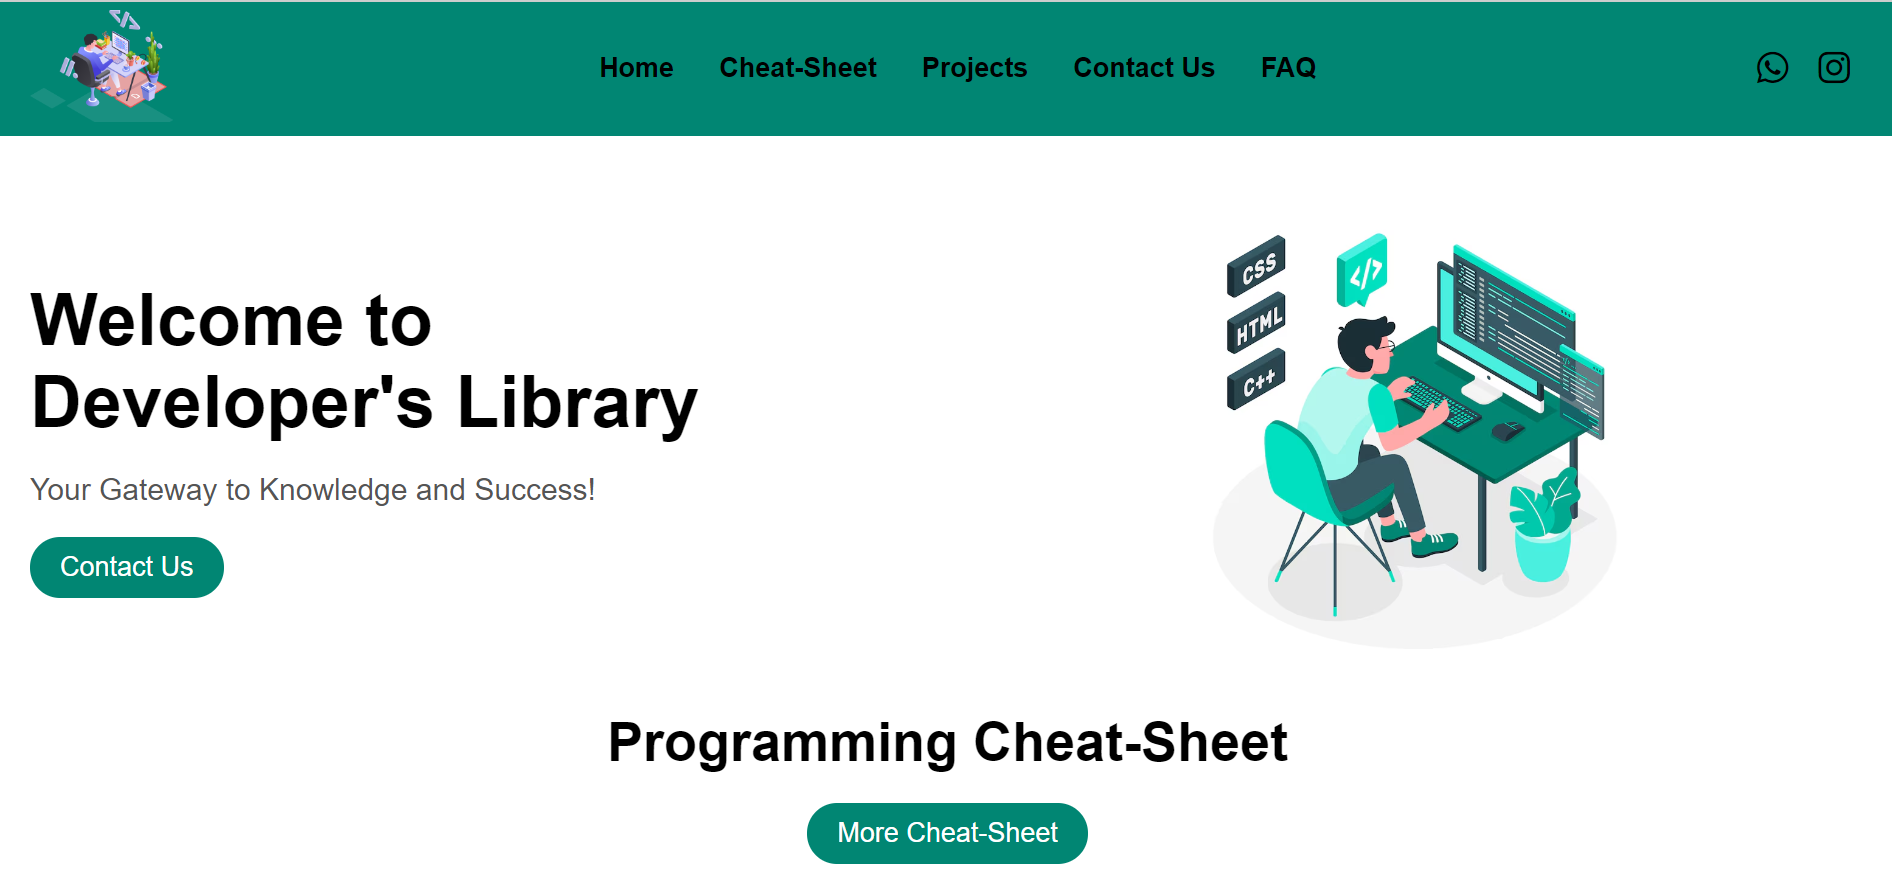 Home Cheat-Sheet Projects Contact Us FAQ
Welcome to
Developer's Library
Your Gateway to Knowledge and Success!
Contact Us
CSS
HTML
C++
</>
Programming Cheat-Sheet
More Cheat-Sheet